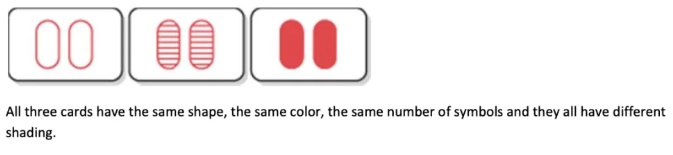 All three cards have the same shape, the same color, the same number of symbols and they all have different
shading.